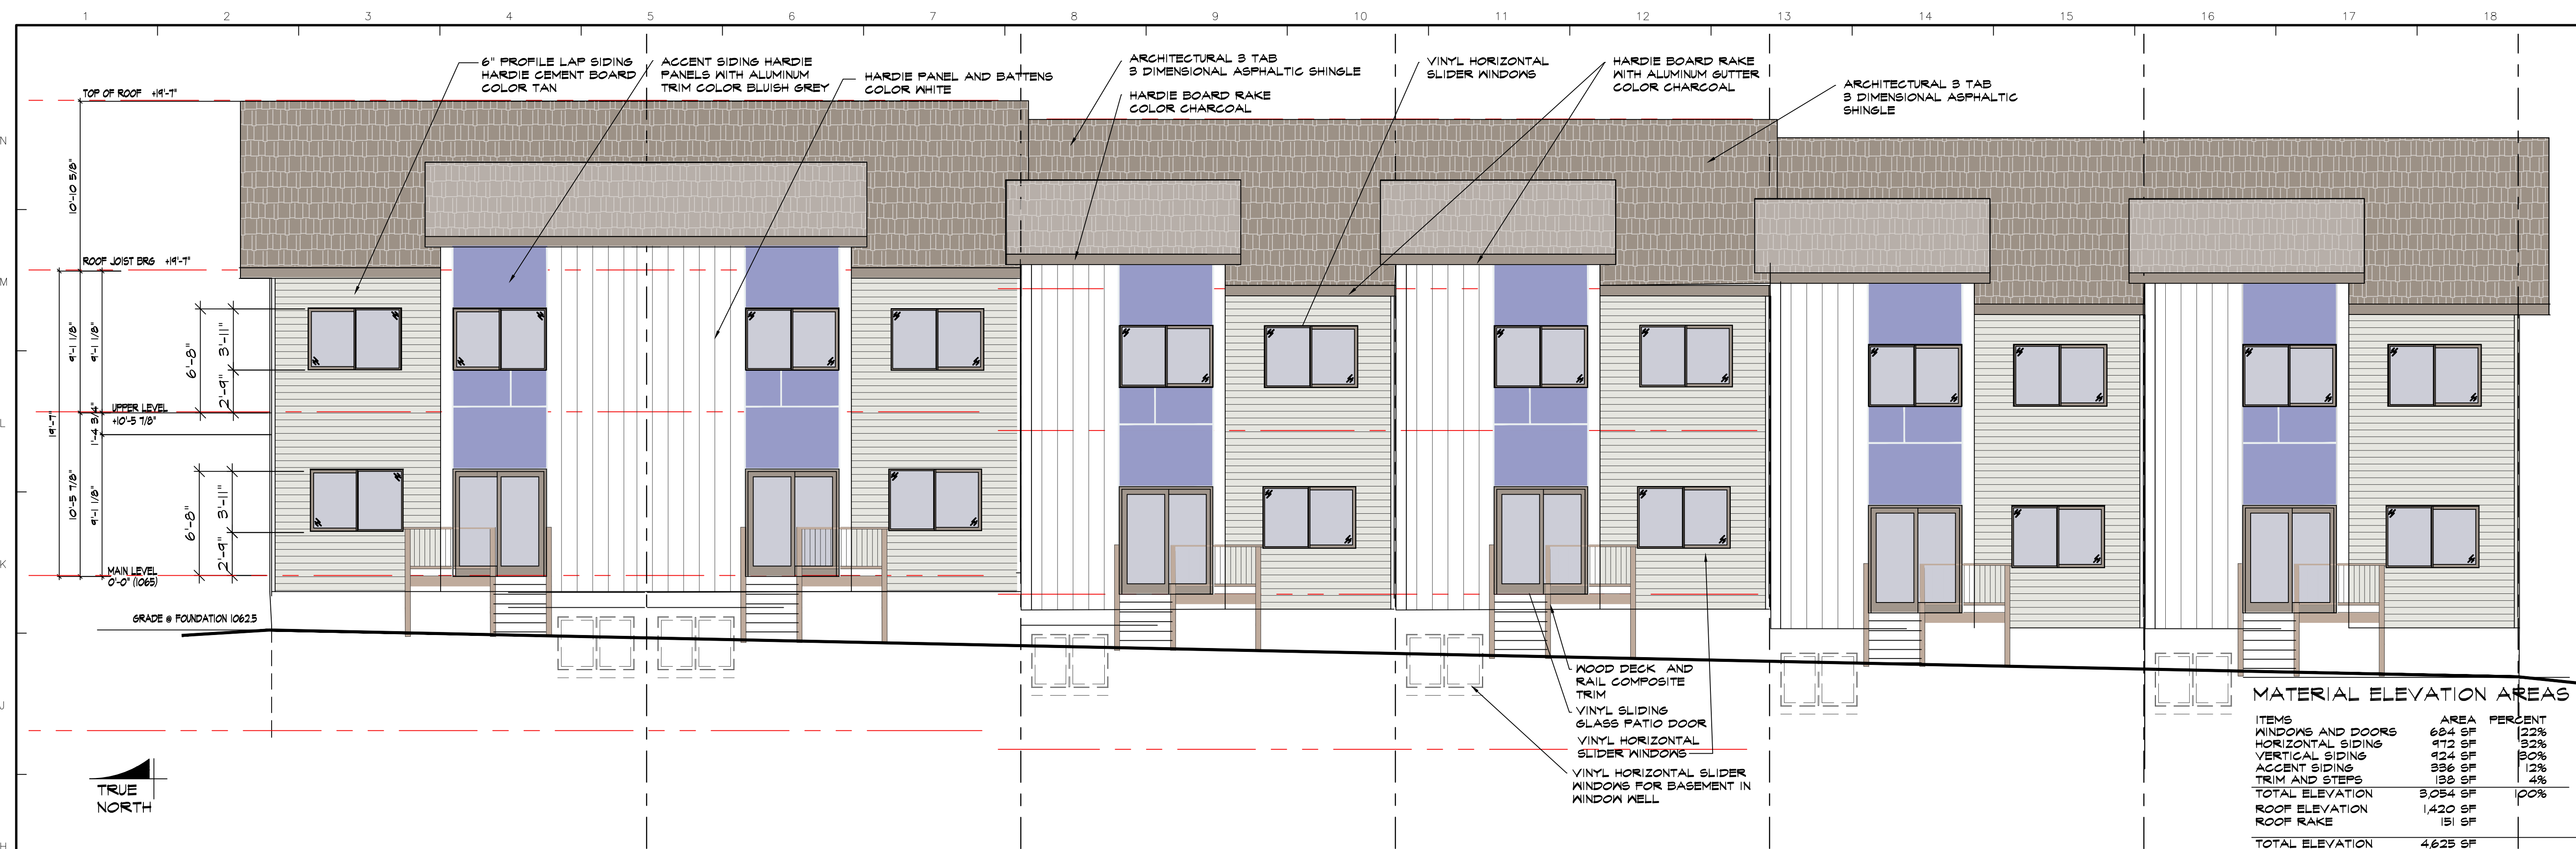 1 2 3 4 5 6 7 8 9 10 11 12 13 14 15 16 17 18
N
M
L
K
J
H
6" PROFILE LAP SIDING
HARDIE CEMENT BOARD
COLOR TAN
ACCENT SIDING HARDIE
PANELS WITH ALUMINUM
TRIM COLOR BLUISH GREY
HARDIE PANEL AND BATTENS
COLOR WHITE
ARCHITECTURAL 3 TAB
3 DIMENSIONAL ASPHALTIC SHINGLE
HARDIE BOARD RAKE
COLOR CHARCOAL
VINYL HORIZONTAL
SLIDER WINDOWS
HARDIE BOARD RAKE
WITH ALUMINUM GUTTER
COLOR CHARCOAL
ARCHITECTURAL 3 TAB
3 DIMENSIONAL ASPHALTIC
SHINGLE
TOP OF ROOF +19'-7"
10'-10 5/8"
ROOF JOIST BRG +19'-7"
9'-1 1/8"
9'-1 1/8"
6'-8"
3'-11"
2'-9"
UPPER LEVEL
+10'-5 7/8"
19'-7"
1'-4 3/4"
10'-5 7/8"
9'-1 1/8"
6'-8"
3'-11"
2'-9"
MAIN LEVEL
0'-0" (1065)
GRADE @ FOUNDATION 1062.5
TRUE
NORTH
WOOD DECK AND
RAIL COMPOSITE
TRIM
VINYL SLIDING
GLASS PATIO DOOR
VINYL HORIZONTAL
SLIDER WINDOWS
VINYL HORIZONTAL SLIDER
WINDOWS FOR BASEMENT IN
WINDOW WELL
MATERIAL ELEVATION AREAS
ITEMS AREA PERCENT
WINDOWS AND DOORS 684 SF 22%
HORIZONTAL SIDING 972 SF 32%
VERTICAL SIDING 924 SF 30%
ACCENT SIDING 336 SF 12%
TRIM AND STEPS 138 SF 4%
TOTAL ELEVATION 3,054 SF 100%
ROOF ELEVATION 1,420 SF
ROOF RAKE 151 SF
TOTAL ELEVATION 4,625 SF